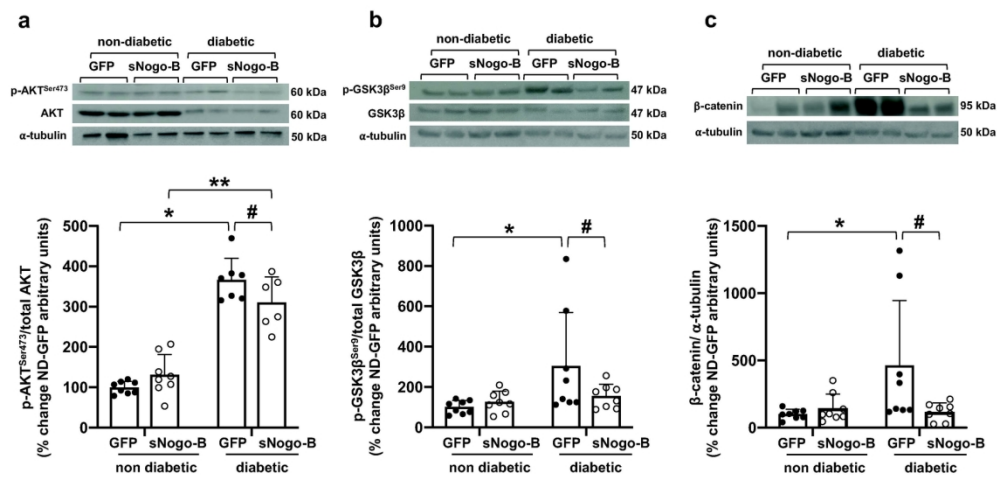 a
non-diabetic diabetic
GFP sNogo-B GFP sNogo-B
p-AKTSer473 60 kDa
AKT 60 kDa
α-tubulin 50 kDa
**
* #
500
400
300
200
100
0
p-AKTSer473/total AKT
(% change ND-GFP arbitrary units)
GFP sNogo-B GFP sNogo-B
non diabetic diabetic
b
non-diabetic diabetic
GFP sNogo-B GFP sNogo-B
p-GSK3βSer9 47 kDa
GSK3β 47 kDa
α-tubulin 50 kDa
* #
1000
800
600
400
200
0
p-GSK3βSer9/total GSK3β
(% change ND-GFP arbitrary units)
GFP sNogo-B GFP sNogo-B
non diabetic diabetic
c
non-diabetic diabetic
GFP sNogo-B GFP sNogo-B
β-catenin 95 kDa
α-tubulin 50 kDa
* #
1500
1000
500
0
β-catenin/ α-tubulin
(% change ND-GFP arbitrary units)
GFP sNogo-B GFP sNogo-B
non diabetic diabetic